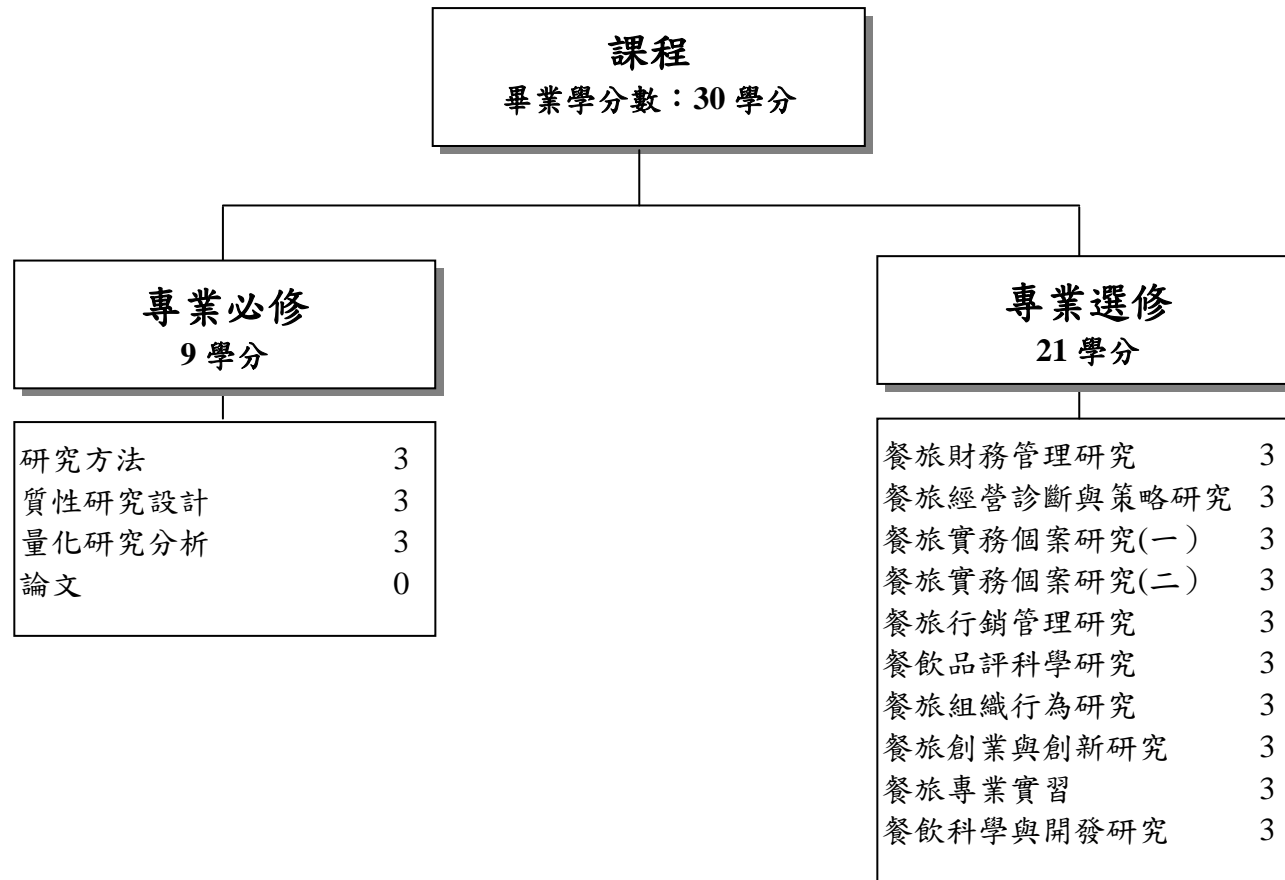 課程
畢業學分數：30 學分
專業必修
9 學分
研究方法 3
質性研究設計 3
量化研究分析 3
論文 0
專業選修
21 學分
餐旅財務管理研究 3
餐旅經營診斷與策略研究 3
餐旅實務個案研究(一） 3
餐旅實務個案研究(二） 3
餐旅行銷管理研究 3
餐飲品評科學研究 3
餐旅組織行為研究 3
餐旅創業與創新研究 3
餐旅專業實習 3
餐飲科學與開發研究 3